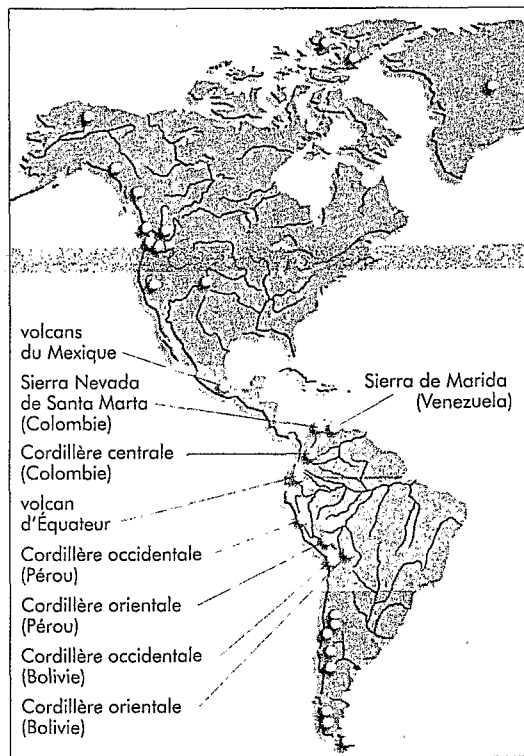 volcans
du Mexique
Sierra Nevada
de Santa Marta
(Colombie)
Sierra de Marida
(Venezuela)
Cordillère centrale
(Colombie)
volcan
d'Équateur
Cordillère occidentale
(Pérou)
Cordillère orientale
(Pérou)
Cordillère occidentale
(Bolivie)
Cordillère orientale
(Bolivie)